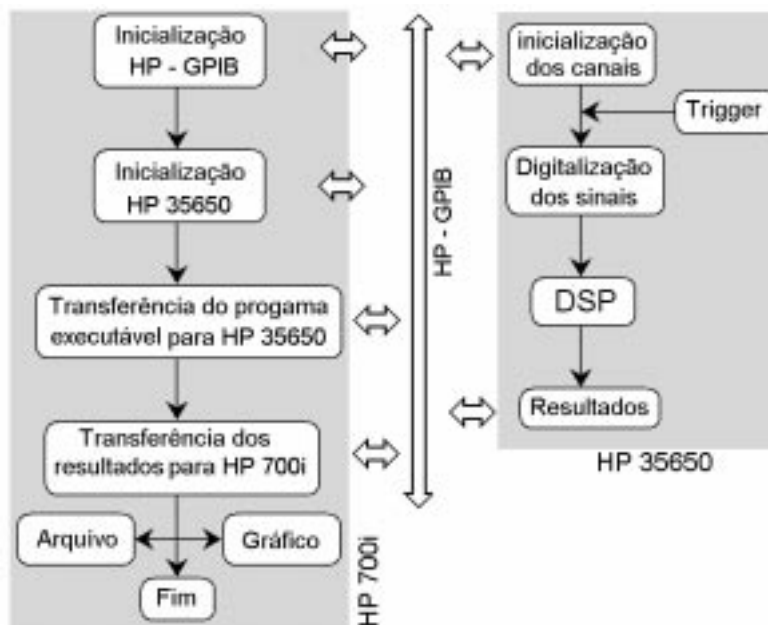 Inicialização
HP - GPIB
Inicialização
HP 35650
Transferência do progama
executável para HP 35650
Transferência dos
resultados para HP 700i
Arquivo
Gráfico
Fim
HP 700i
HP - GPIB
inicialização
dos canais
Trigger
Digitalização
dos sinais
DSP
Resultados
HP 35650